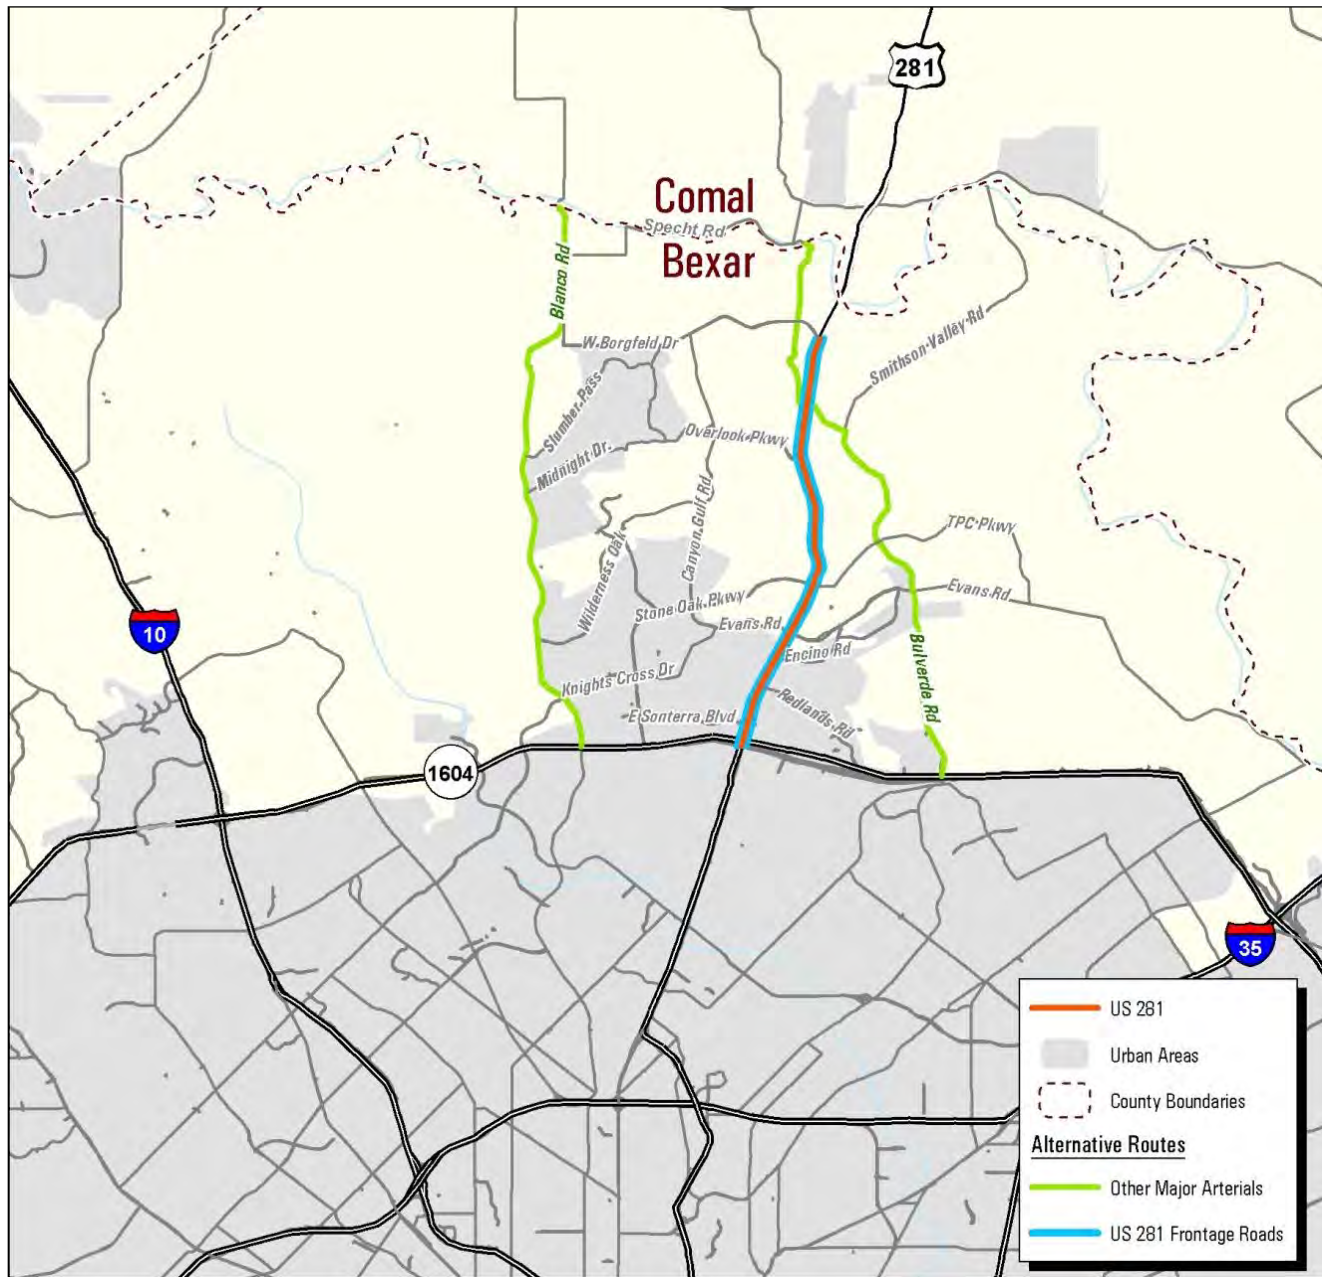 281
Comal
Specht Rd
Bexar
Blanco Rd
W Borgfeld Dr
Smithson Valley Rd
Slumber Pass
Overlook Pkwy
Midnight Dr.
Canyon Gulf Rd
TPC Pkwy
Wilderness Oak
Stone Oak Pkwy
Evans Rd
Evans Rd
10
Encino Rd
Bulverde Rd
Knights Cross Dr
Redlands Rd
E Sonterra Blvd
1604
35
US 281
Urban Areas
County Boundaries
Alternative Routes
Other Major Arterials
US 281 Frontage Roads